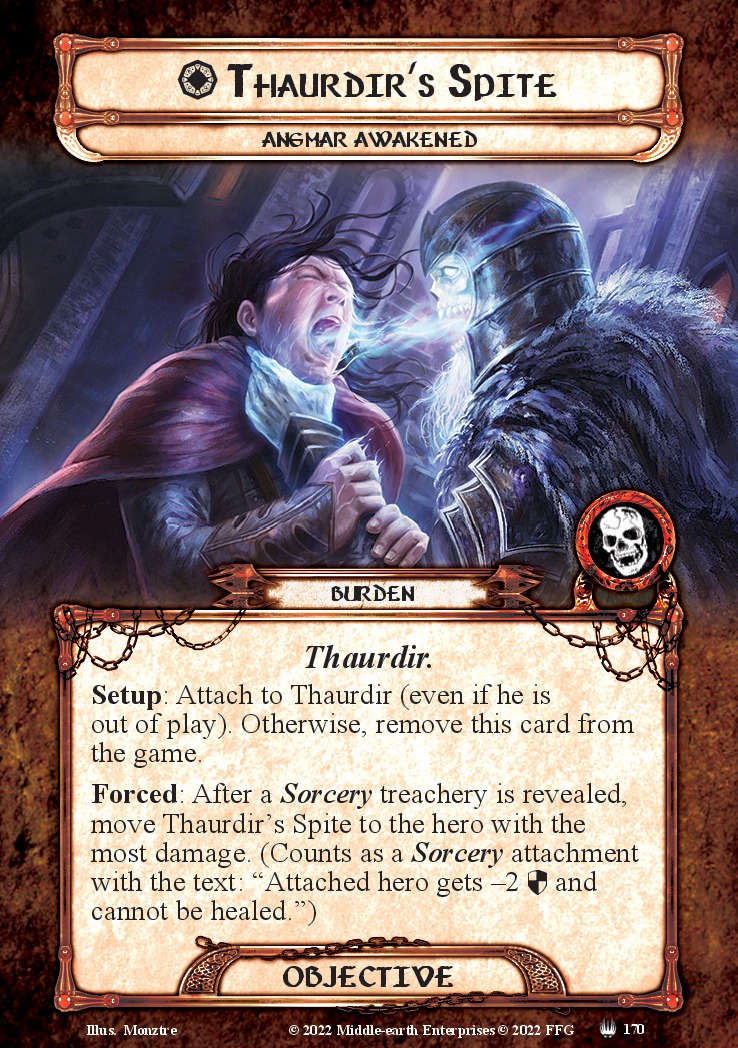 Thaurdir's Spite
Angmar Awakened
Burden
Thaurdir.
Setup: Attach to Thaurdir (even if he is
out of play). Otherwise, remove this card from
the game.
Forced: After a Sorcery treachery is revealed,
move Thaurdir's Spite to the hero with the
most damage. (Counts as a Sorcery attachment
with the text: “Attached hero gets –2 and
cannot be healed.”)
OBJECTIVE
Illus. Monztre © 2022 Middle-earth Enterprises © 2022 FFG 170